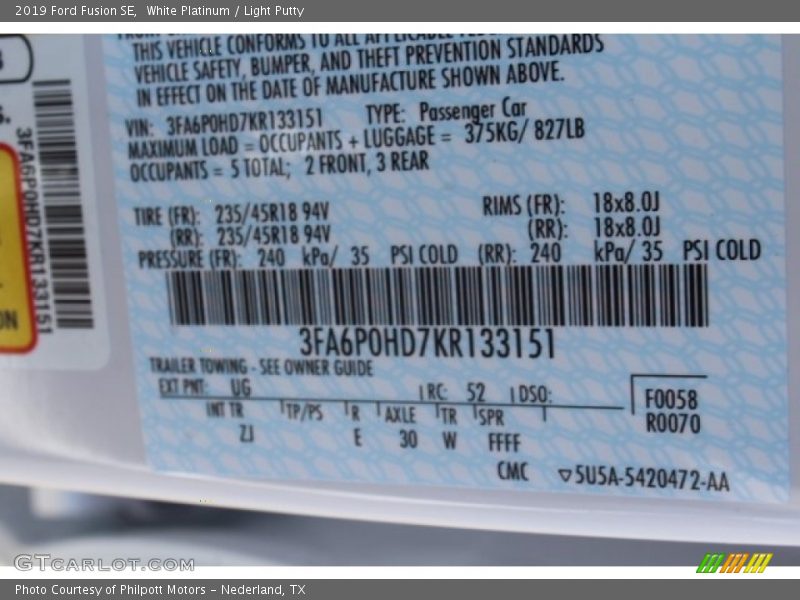 2019 Ford Fusion SE, White Platinum / Light Putty
THIS VEHICLE CONFORMS TO ALL APPLICABLE
VEHICLE SAFETY, BUMPER, AND THEFT PREVENTION STANDARDS
IN EFFECT ON THE DATE OF MANUFACTURE SHOWN ABOVE.
VIN: 3FA6P0HD7KR133151 TYPE: Passenger Car
MAXIMUM LOAD = OCCUPANTS + LUGGAGE = 375KG/ 827LB
OCCUPANTS = 5 TOTAL; 2 FRONT, 3 REAR
TIRE (FR): 235/45R18 94V RIMS (FR): 18x8.0J
(RR): 235/45R18 94V (RR): 18x8.0J
PRESSURE (FR): 240 kPa/ 35 PSI COLD (RR): 240 kPa/ 35 PSI COLD
3FA6P0HD7KR133151
TRAILER TOWING - SEE OWNER GUIDE
EXT PNT: UG RC: 52 DSO:
INT TR TP/PS R AXLE TR SPR
ZJ E 30 W FFFF
F0058
R0070
CMC ▽5U5A-5420472-AA
3FA6P0HD7KR133151
ON
GTCARLOT.COM
Photo Courtesy of Philpott Motors - Nederland, TX